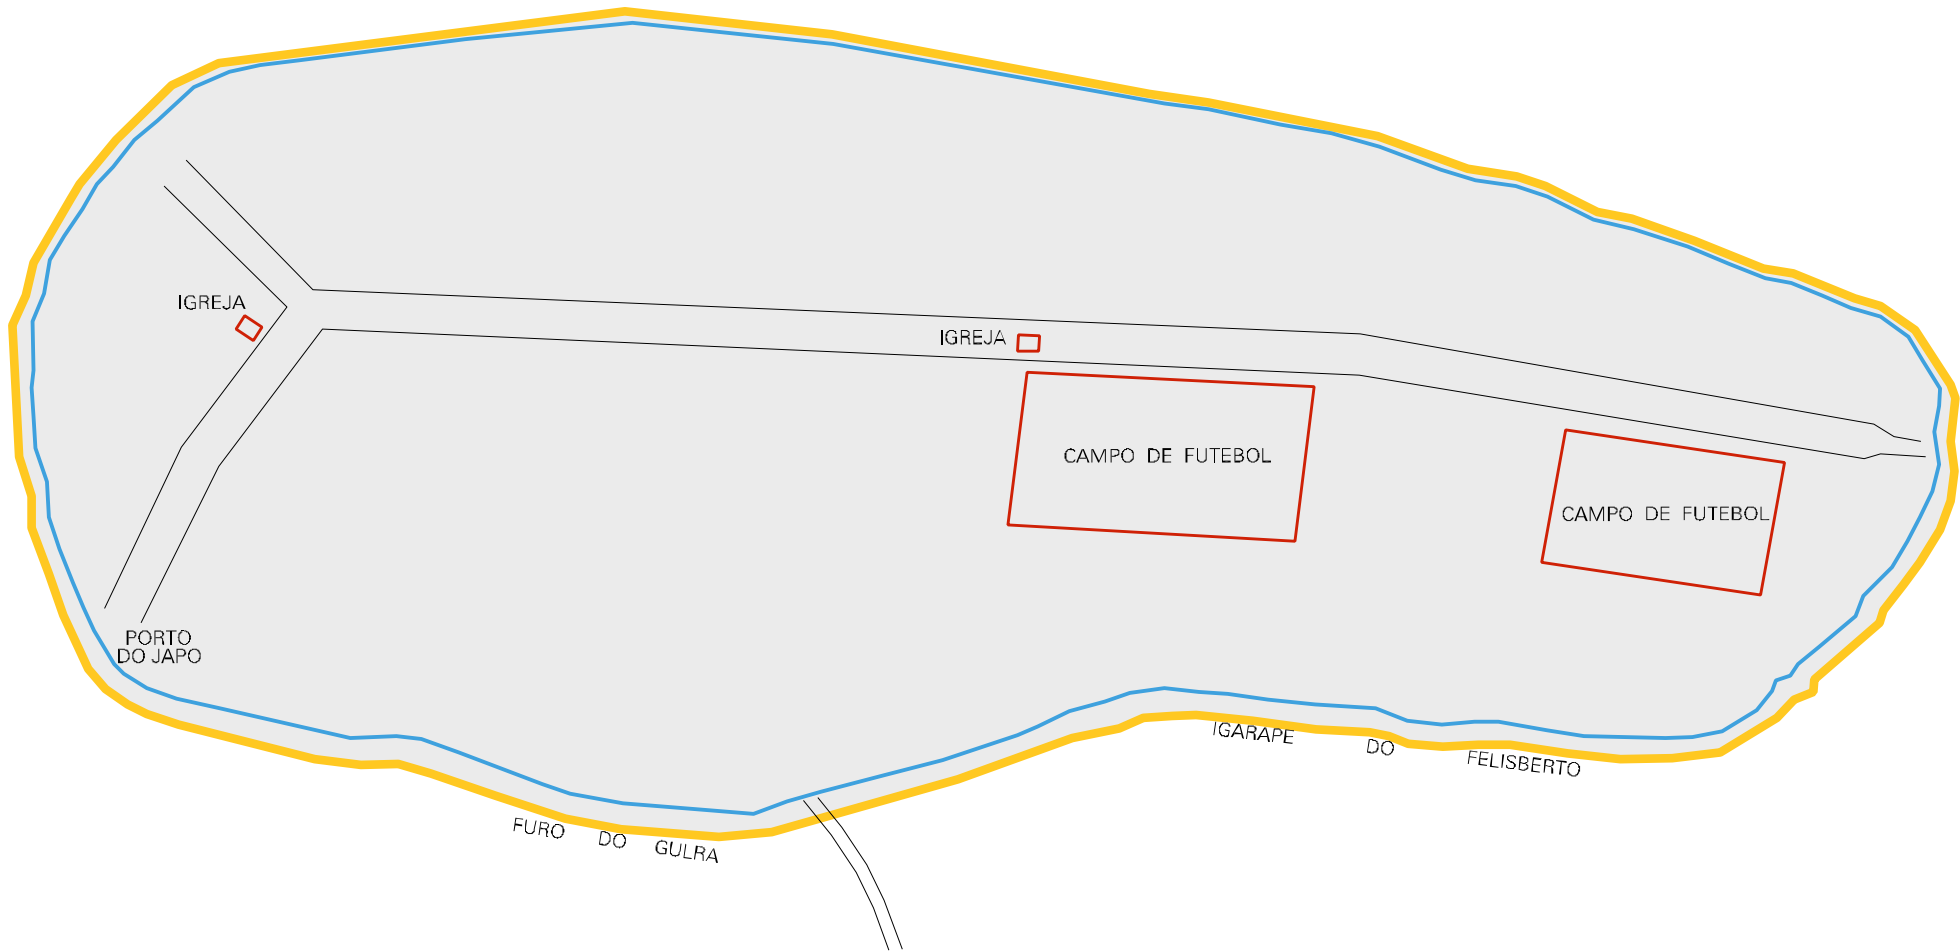 IGREJA
IGREJA
CAMPO DE FUTEBOL
CAMPO DE FUTEBOL
PORTO
DO JAPO
IGARAPE DO FELISBERTO
FURO DO GULRA